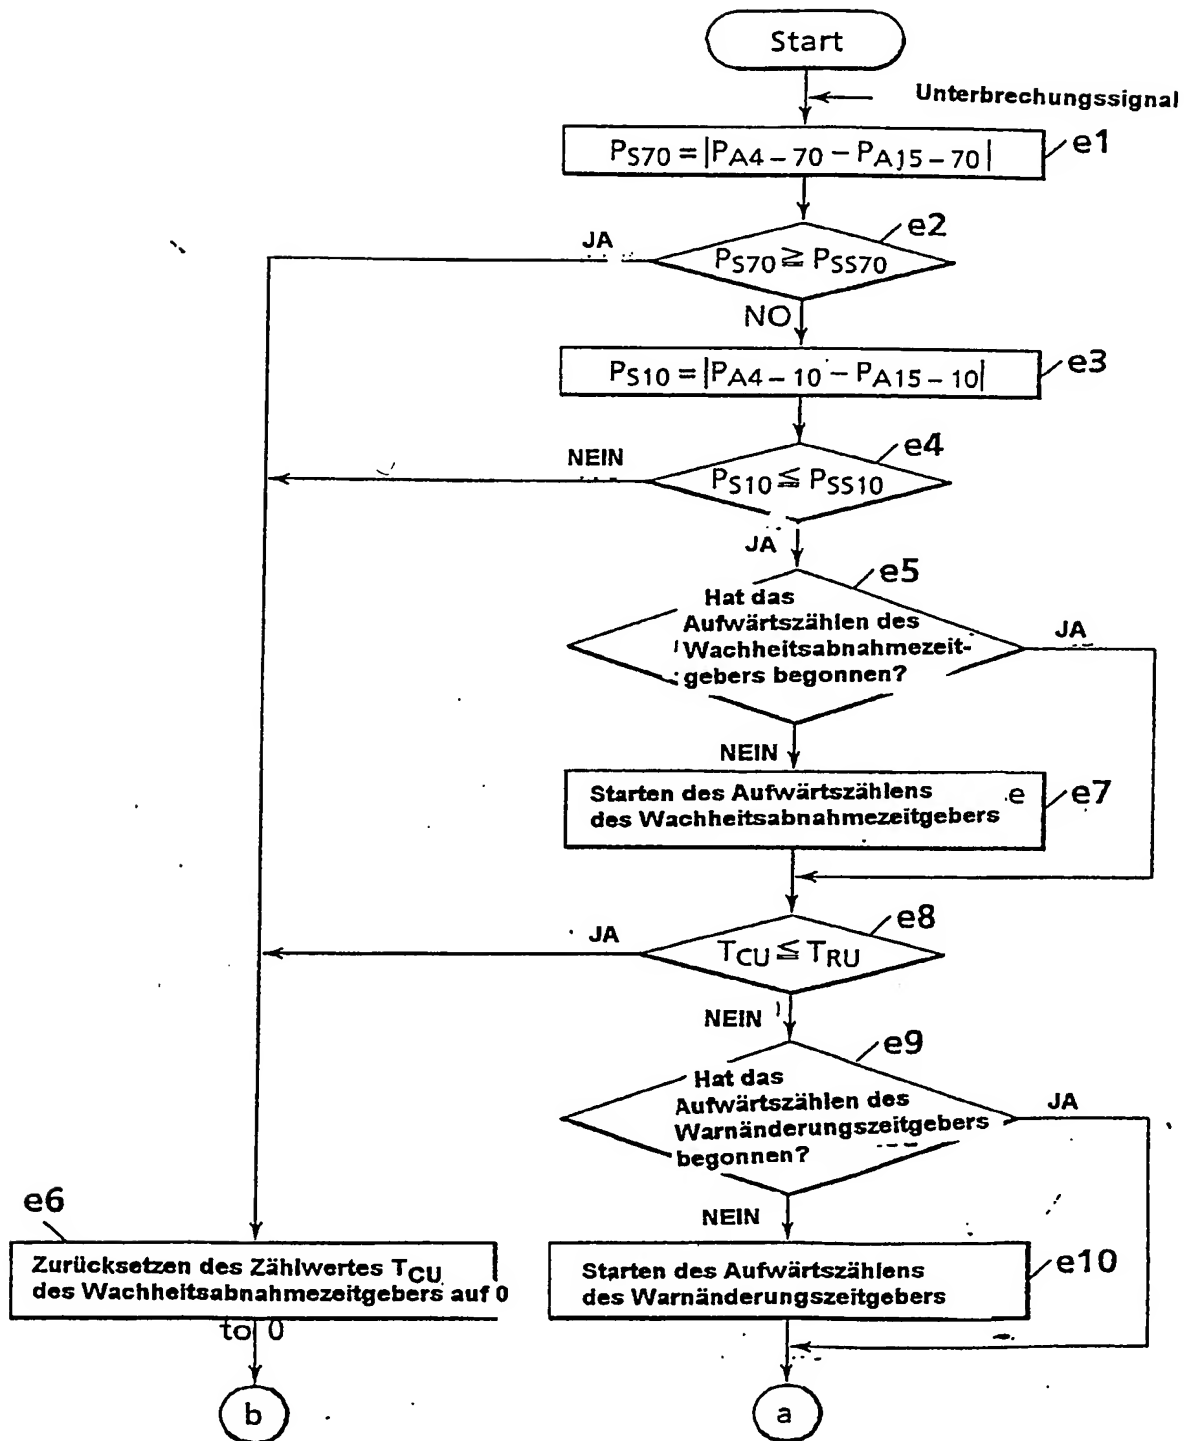 Start
Unterbrechungssignal
PS70 = |PA4 – 70 – PA15 – 70|
e1
e2
JA
PS70 ≧ PSS70
NO
PS10 = |PA4 – 10 – PA15 – 10|
e3
e4
NEIN
PS10 ≦ PSS10
JA
e5
Hat das
Aufwärtszählen des
Wachheitsabnahmezeit-
gebers begonnen?
JA
NEIN
Starten des Aufwärtszählens
des Wachheitsabnahmezeitgebers
e
e7
e8
JA
TCU ≦ TRU
NEIN
e9
Hat das
Aufwärtszählen des
Warnänderungszeitgebers
begonnen?
JA
NEIN
e6
Zurücksetzen des Zählwertes TCU
des Wachheitsabnahmezeitgebers auf 0
to 0
Starten des Aufwärtszählens
des Warnänderungszeitgebers
e10
b
a